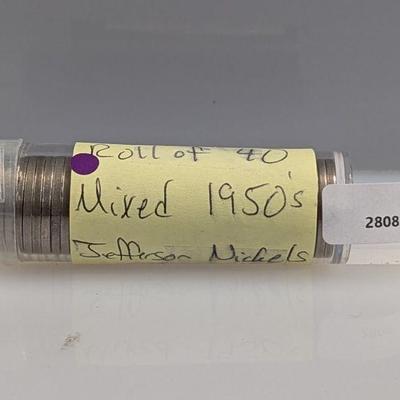 Roll of 40
Mixed 1950's
Jefferson Nickels
2808